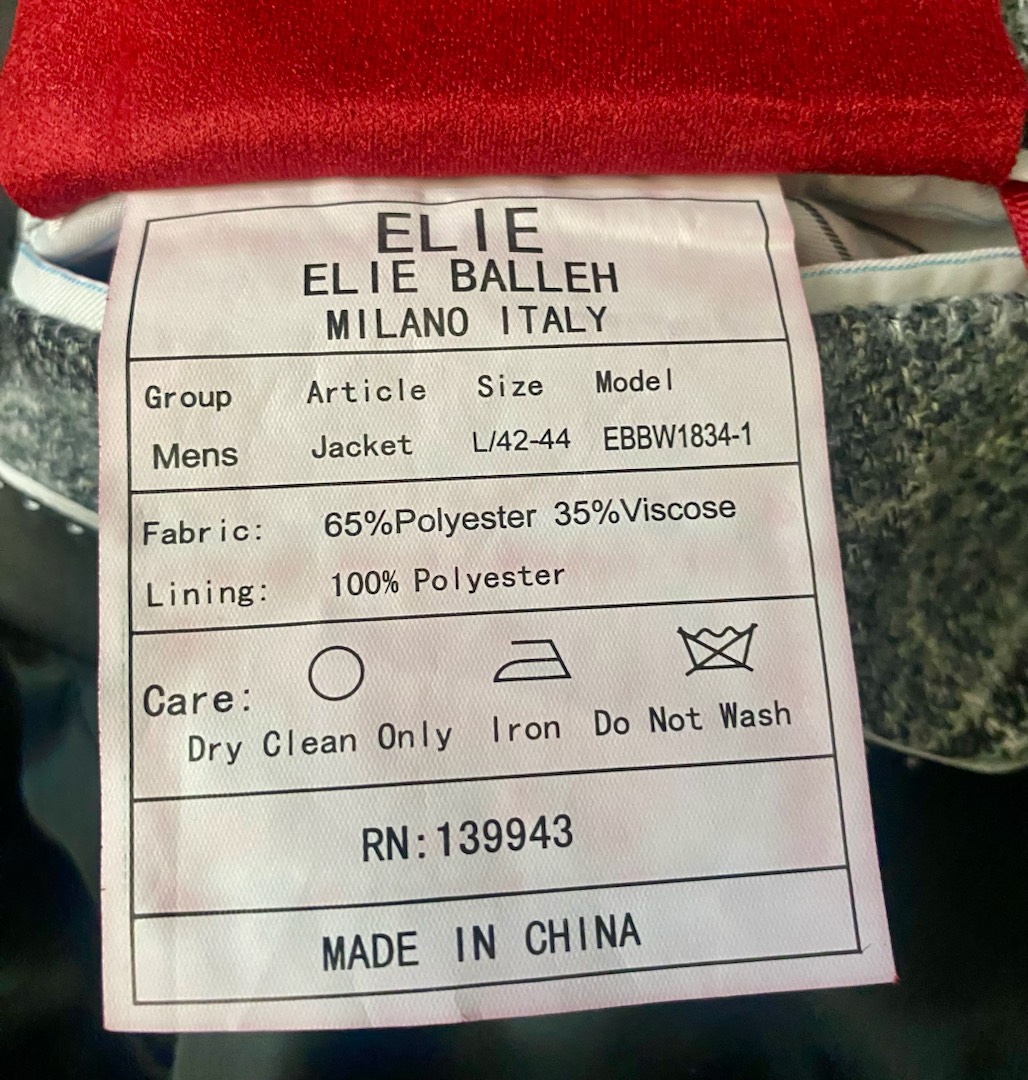 ELIE
ELIE BALLEH
MILANO ITALY
Group Article Size Model
Mens Jacket L/42-44 EBBW1834-1
Fabric: 65%Polyester 35%Viscose
Lining: 100% Polyester
Care:
Dry Clean Only Iron Do Not Wash
RN:139943
MADE IN CHINA